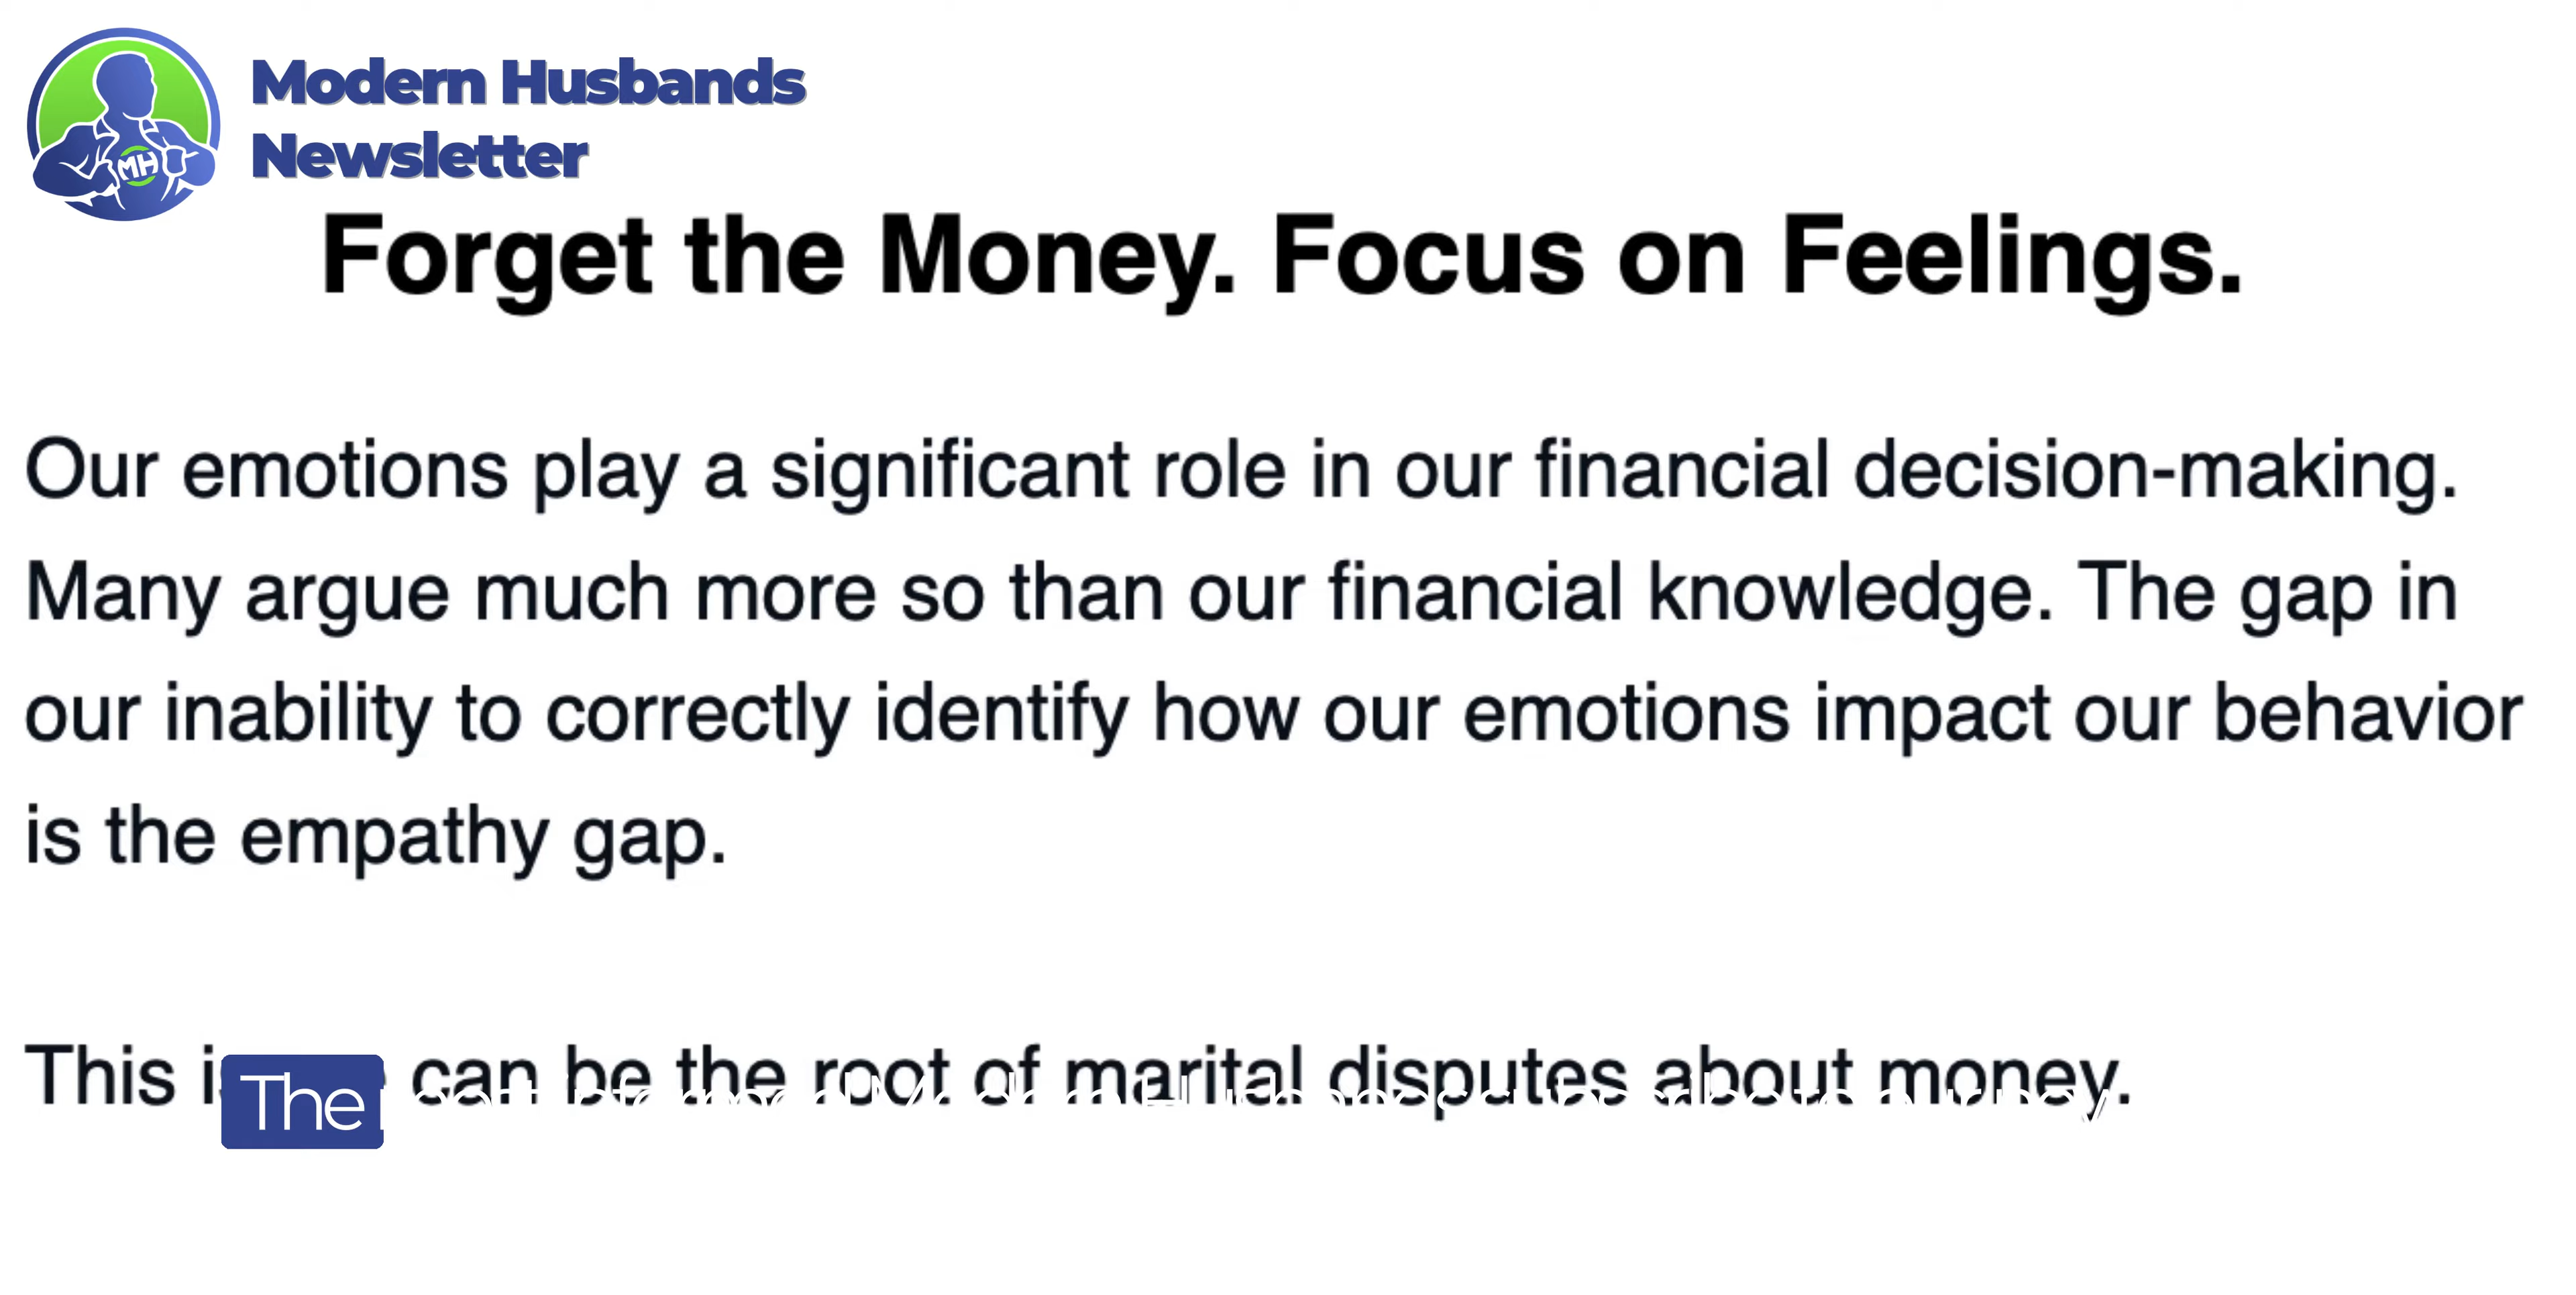 Modern Husbands
Newsletter
MH
Forget the Money. Focus on Feelings.
Our emotions play a significant role in our financial decision-making.
Many argue much more so than our financial knowledge. The gap in
our inability to correctly identify how our emotions impact our behavior
is the empathy gap.
This can be the root of marital disputes about money.
The